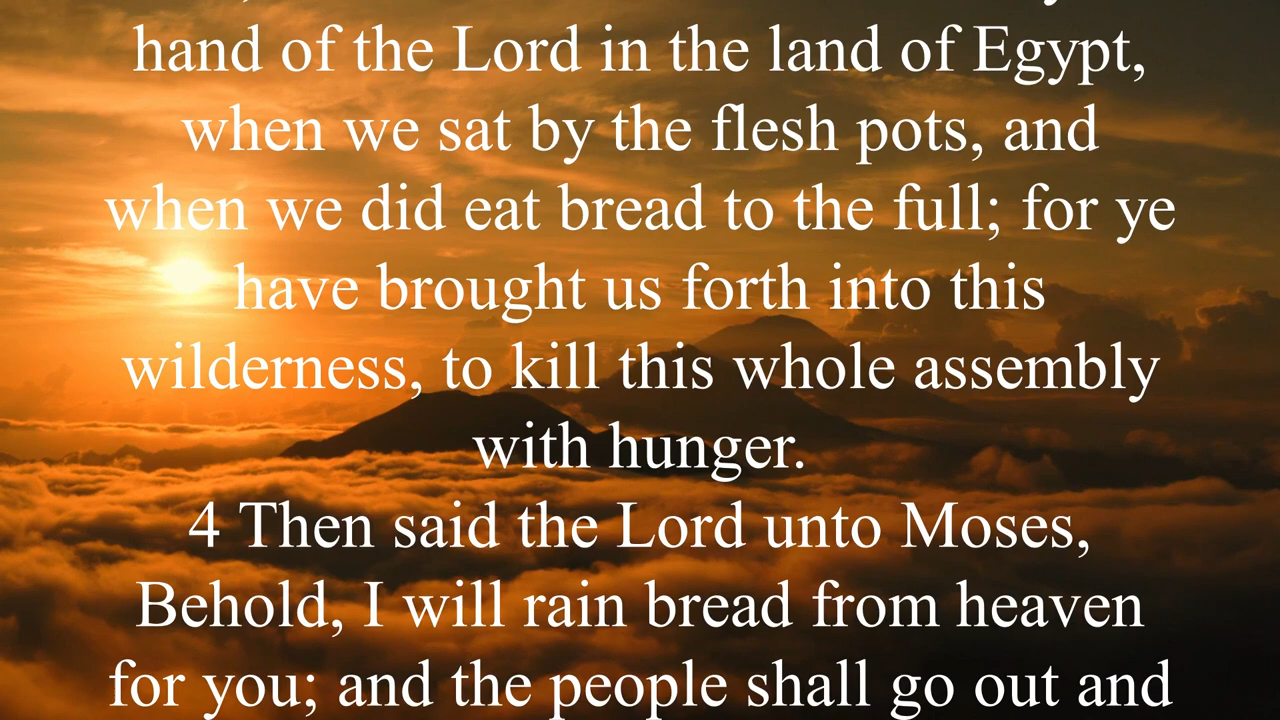 hand of the Lord in the land of Egypt,
when we sat by the flesh pots, and
when we did eat bread to the full; for ye
have brought us forth into this
wilderness, to kill this whole assembly
with hunger.
4 Then said the Lord unto Moses,
Behold, I will rain bread from heaven
for you; and the people shall go out and